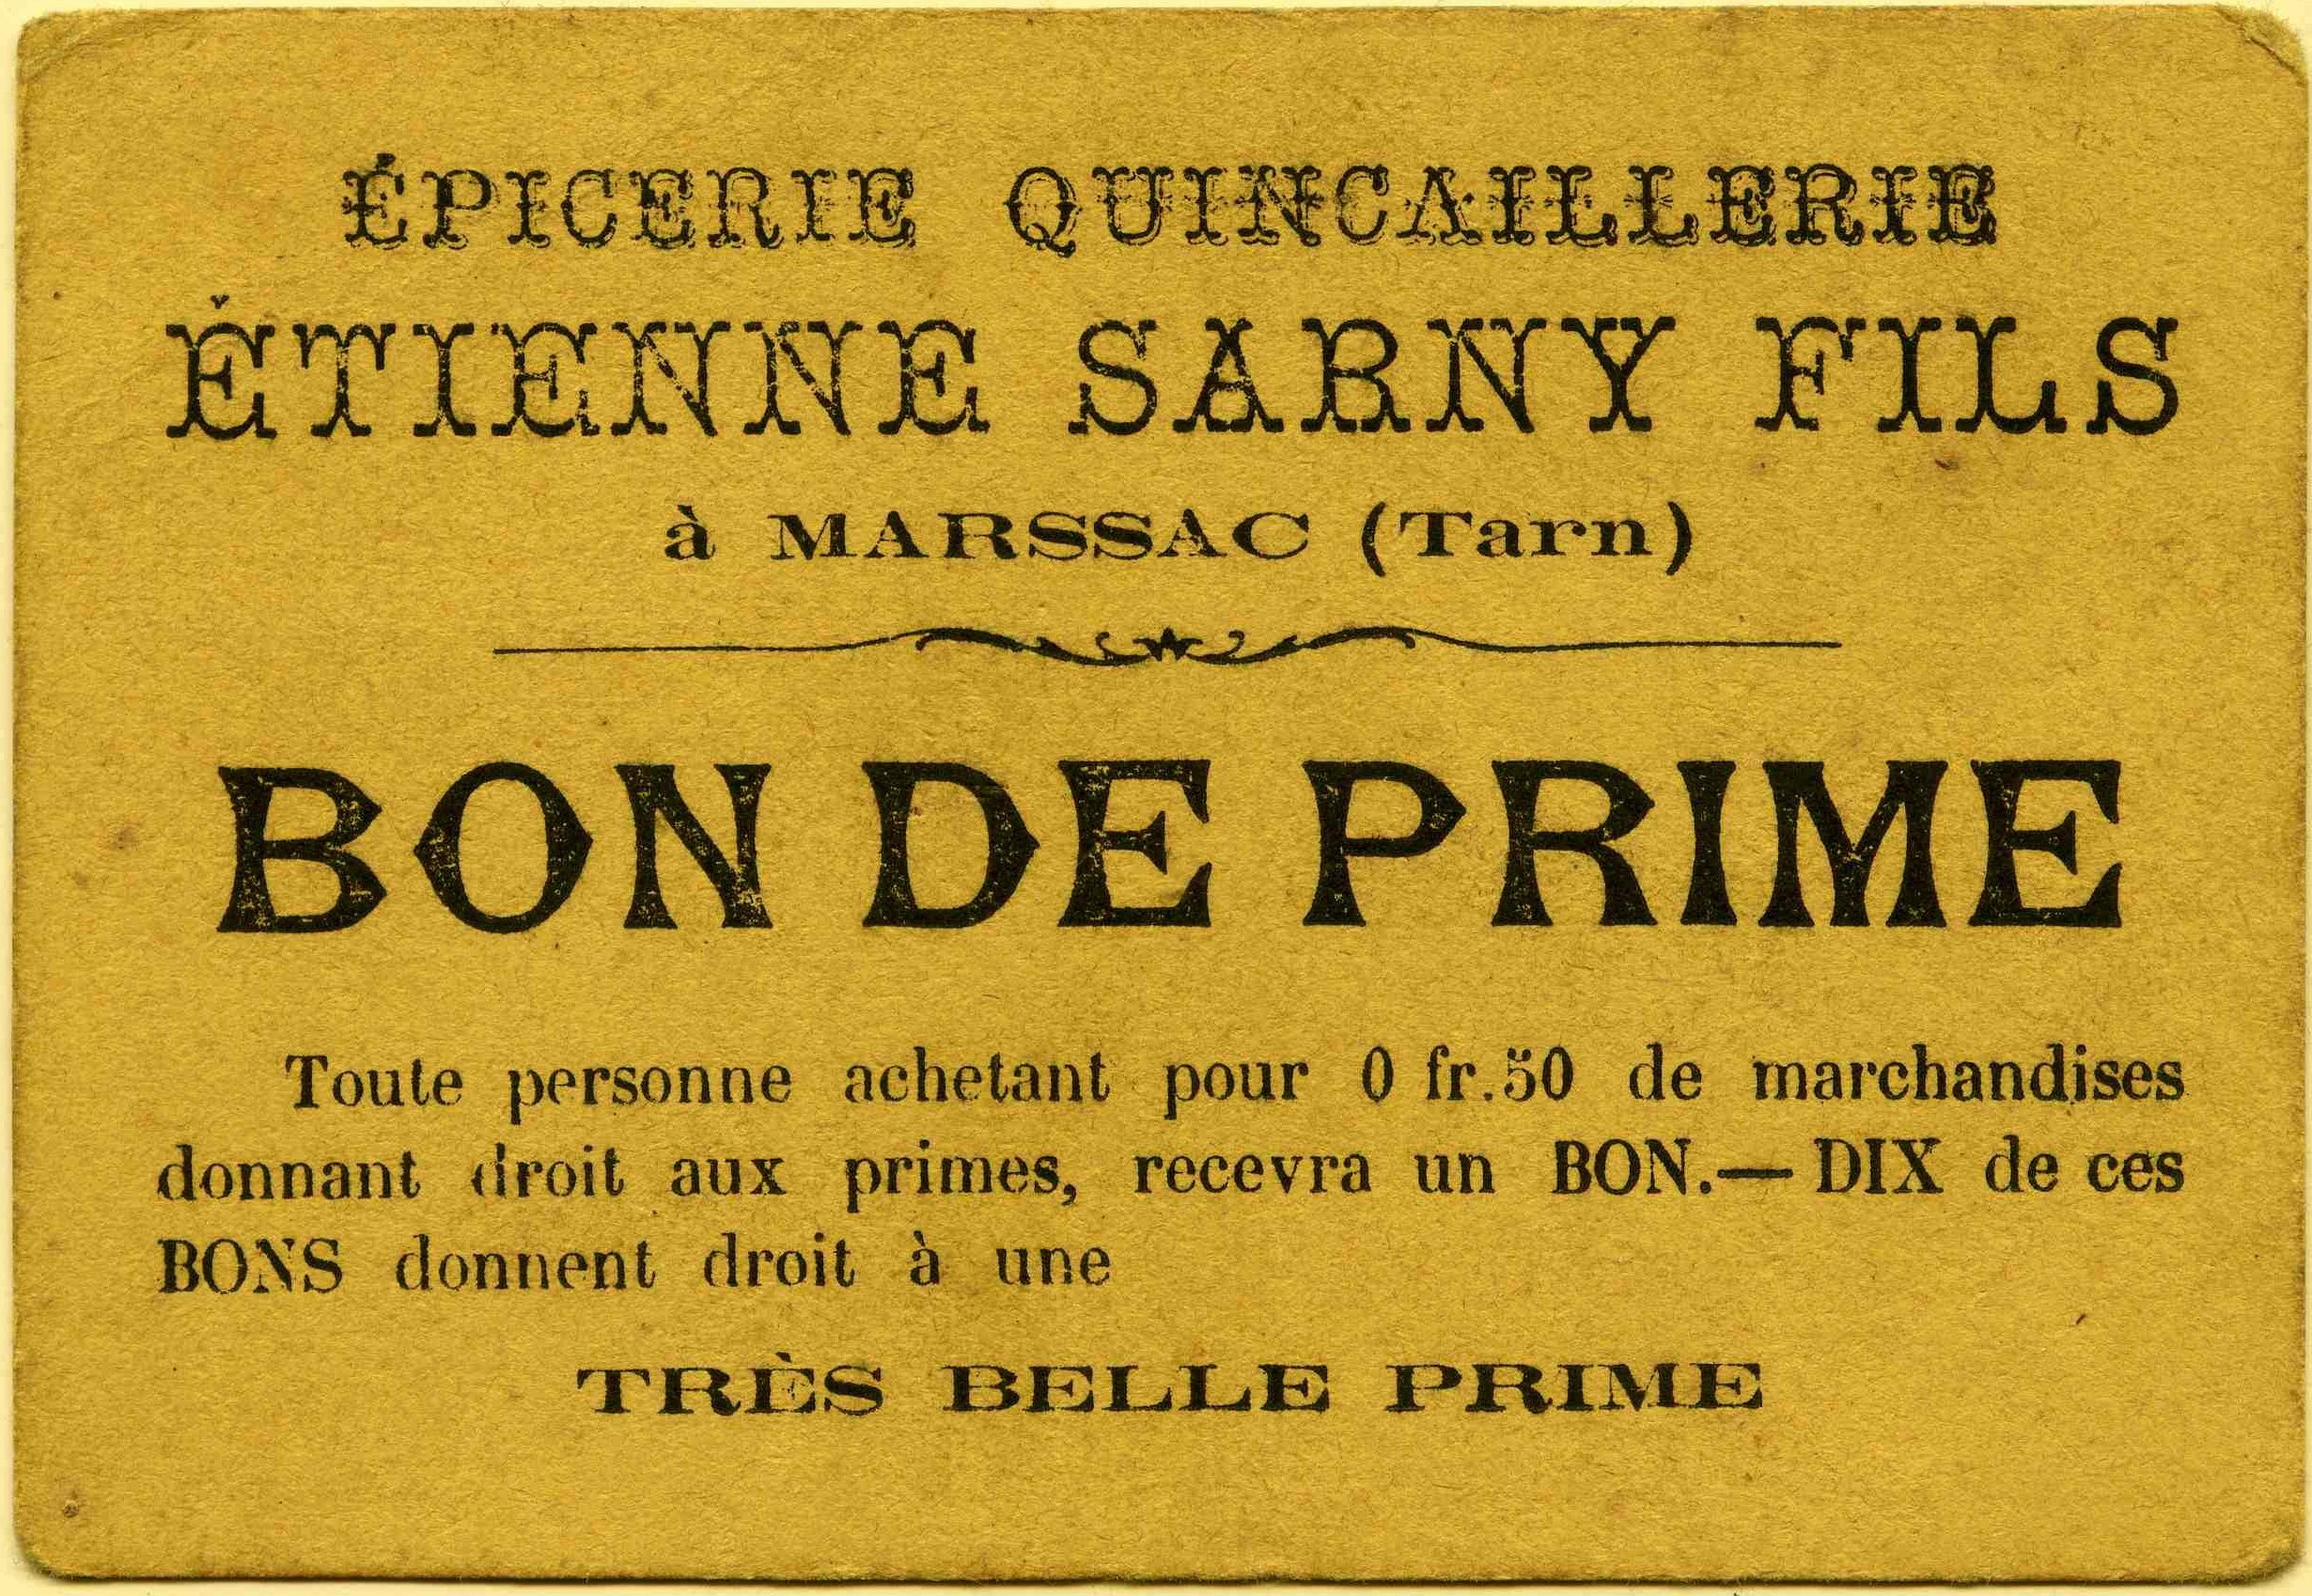 ÉPICERIE QUINCAILLERIE
ÉTIENNE SARNY FILS
à MARSSAC (Tarn)
BON DE PRIME
Toute personne achetant pour 0 fr.50 de marchandises
donnant droit aux primes, recevra un BON.— DIX de ces
BONS donnent droit à une
TRÈS BELLE PRIME